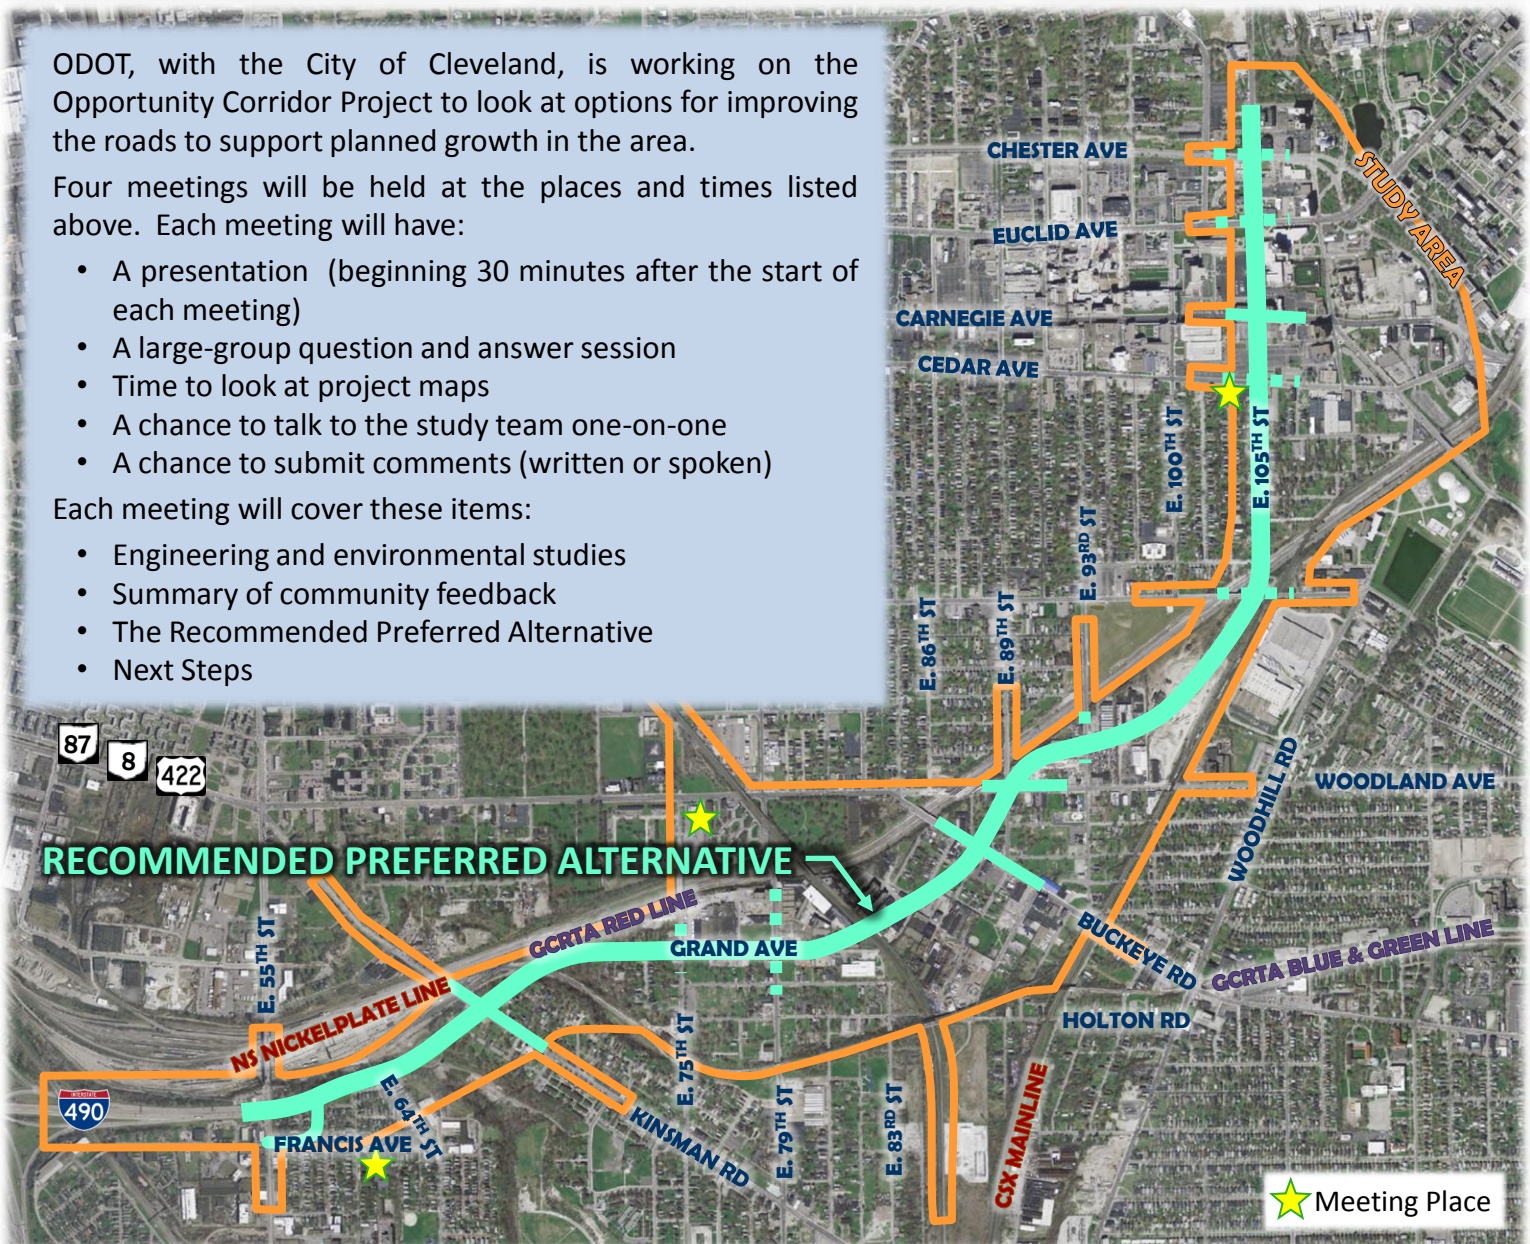 ODOT, with the City of Cleveland, is working on the
Opportunity Corridor Project to look at options for improving
the roads to support planned growth in the area.
Four meetings will be held at the places and times listed
above. Each meeting will have:
• A presentation (beginning 30 minutes after the start of
each meeting)
• A large-group question and answer session
• Time to look at project maps
• A chance to talk to the study team one-on-one
• A chance to submit comments (written or spoken)
Each meeting will cover these items:
• Engineering and environmental studies
• Summary of community feedback
• The Recommended Preferred Alternative
• Next Steps
CHESTER AVE
STUDY AREA
EUCLID AVE
CARNEGIE AVE
CEDAR AVE
E. 100TH ST
E. 105TH ST
E. 93RD ST
E. 89TH ST
E. 86TH ST
87
8
422
WOODHILL RD
WOODLAND AVE
RECOMMENDED PREFERRED ALTERNATIVE
GCRTA RED LINE
GRAND AVE
BUCKEYE RD
GCRTA BLUE & GREEN LINE
E. 55TH ST
NS NICKELPLATE LINE
HOLTON RD
E. 75TH ST
E. 64TH ST
INTERSTATE
490
FRANCIS AVE
KINSMAN RD
E. 79TH ST
E. 83RD ST
CSX MAINLINE
Meeting Place